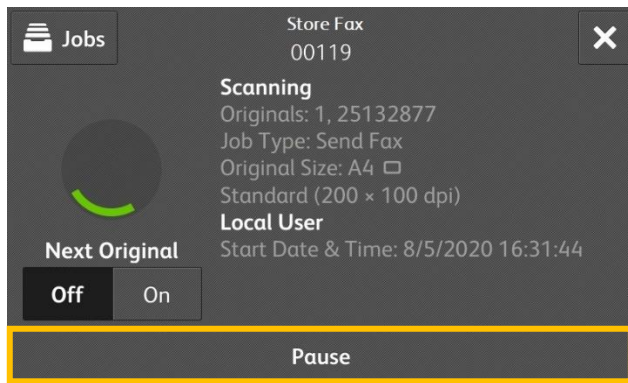 Jobs
Store Fax
00119
Scanning
Originals: 1, 25132877
Job Type: Send Fax
Original Size: A4
Standard (200 × 100 dpi)
Local User
Start Date & Time: 8/5/2020 16:31:44
Next Original
Off On
Pause